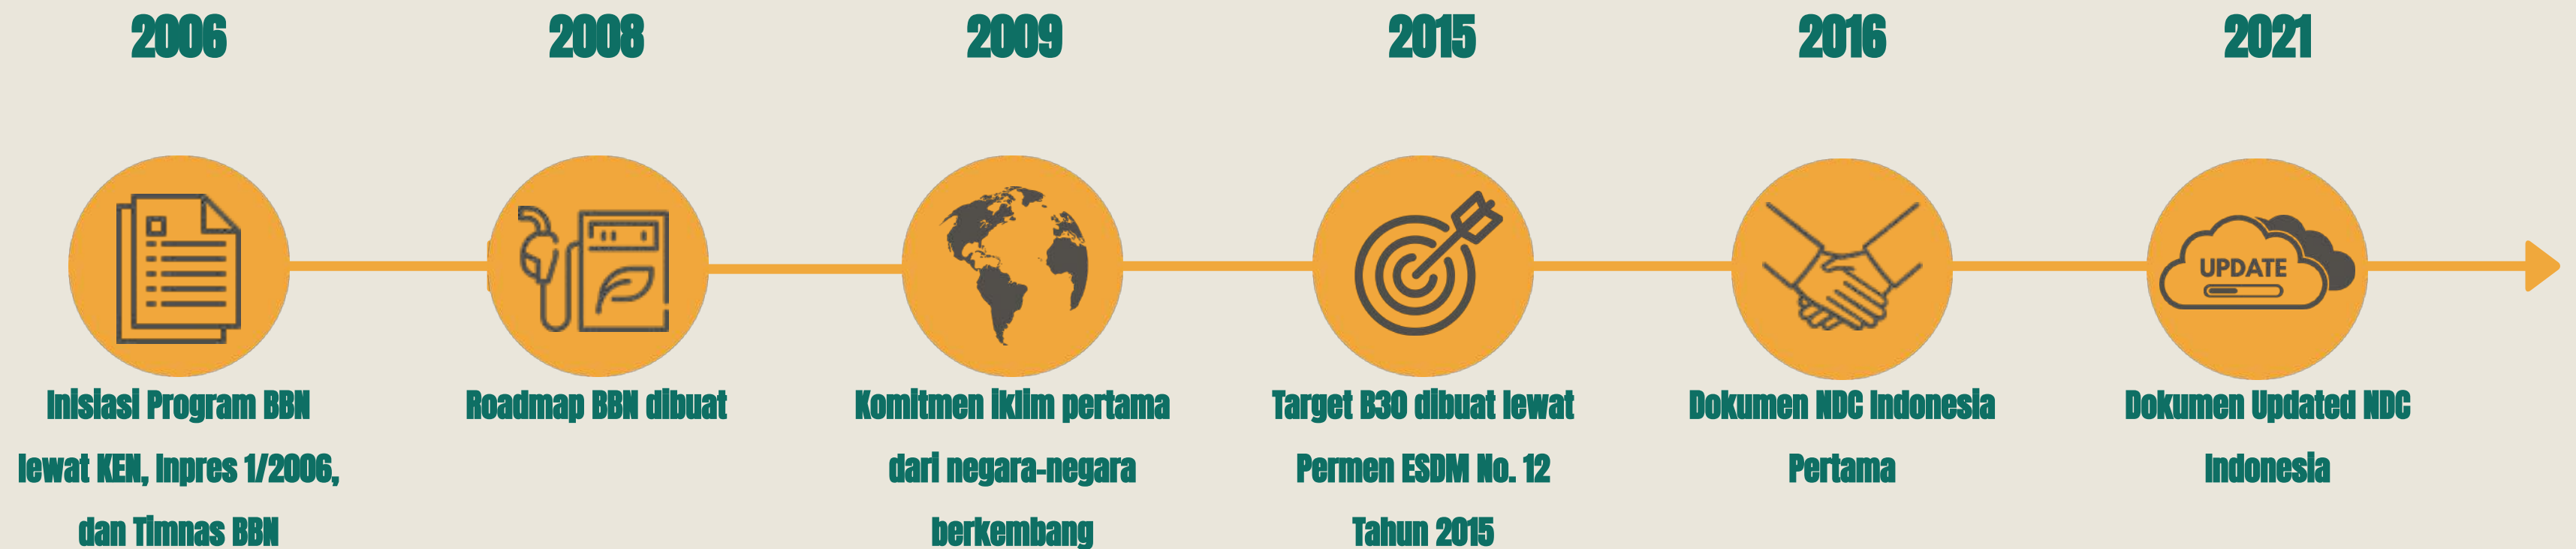 2006
2008
2009
2015
2016
2021
UPDATE
Inisiasi Program BBN
lewat KEN, Inpres 1/2006,
dan Timnas BBN
Roadmap BBN dibuat
Komitmen iklim pertama
dari negara-negara
berkembang
Target B30 dibuat lewat
Permen ESDM No. 12
Tahun 2015
Dokumen NDC Indonesia
Pertama
Dokumen Updated NDC
Indonesia